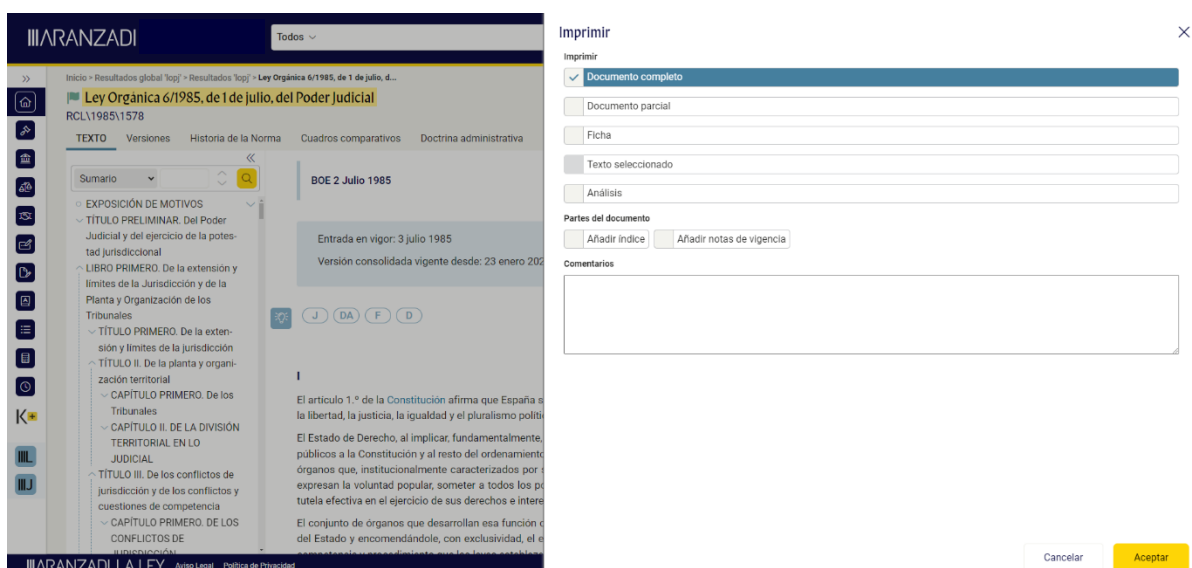 ARANZADI
Todos
Inicio > Resultados global 'lopj' > Resultados 'lopj' > Ley Orgánica 6/1985, de 1 de julio, d...
Ley Orgánica 6/1985, de 1 de julio, del Poder Judicial
RCL\1985\1578
TEXTO Versiones Historia de la Norma Cuadros comparativos Doctrina administrativa
Sumario
EXPOSICIÓN DE MOTIVOS
TÍTULO PRELIMINAR. Del Poder
Judicial y del ejercicio de la potes-
tad jurisdiccional
LIBRO PRIMERO. De la extensión y
límites de la Jurisdicción y de la
Planta y Organización de los
Tribunales
TÍTULO PRIMERO. De la exten-
sión y límites de la jurisdicción
TÍTULO II. De la planta y organi-
zación territorial
CAPÍTULO PRIMERO. De los
Tribunales
CAPÍTULO II. DE LA DIVISIÓN
TERRITORIAL EN LO
JUDICIAL
TÍTULO III. De los conflictos de
jurisdicción y de los conflictos y
cuestiones de competencia
CAPÍTULO PRIMERO. DE LOS
CONFLICTOS DE
JURISDICCIÓN
K+
BOE 2 Julio 1985
Entrada en vigor: 3 julio 1985
Versión consolidada vigente desde: 23 enero 202
J DA F D
I
El artículo 1.º de la Constitución afirma que España s
la libertad, la justicia, la igualdad y el pluralismo políti
El Estado de Derecho, al implicar, fundamentalmente,
públicos a la Constitución y al resto del ordenamiento
órganos que, institucionalmente caracterizados por
expresan la voluntad popular, someter a todos los
tutela efectiva en el ejercicio de sus derechos e intere
El conjunto de órganos que desarrollan esa función
del Estado y encomendándole, con exclusividad, el e
ARANZADI LA LEY Aviso Legal Política de Privacidad
Imprimir
Imprimir
Documento completo
Documento parcial
Ficha
Texto seleccionado
Análisis
Partes del documento
Añadir índice Añadir notas de vigencia
Comentarios
Cancelar Aceptar